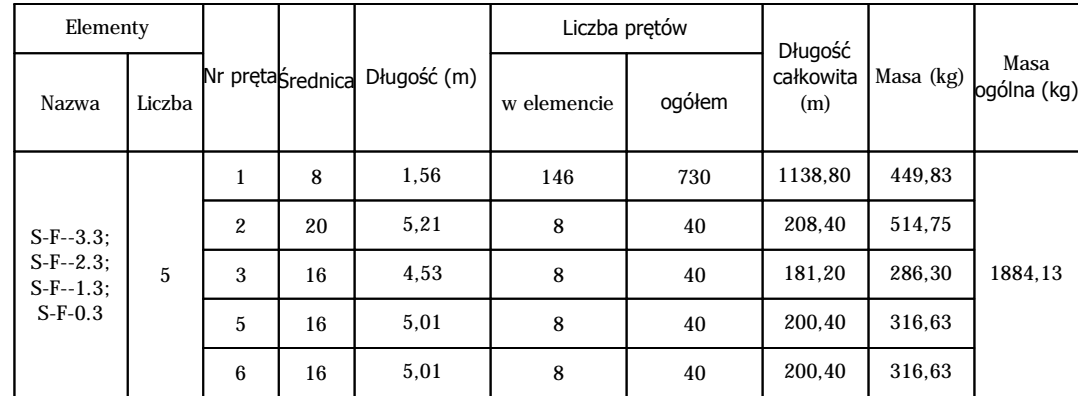 Elementy
Nazwa Liczba
Nr pręta Średnica Długość (m)
Liczba prętów
w elemencie ogółem
Długość
całkowita
(m)
Masa (kg)
Masa
ogólna (kg)
S-F--3.3;
S-F--2.3;
S-F--1.3;
S-F-0.3
5
1 8 1,56 146 730 1138,80 449,83
2 20 5,21 8 40 208,40 514,75
3 16 4,53 8 40 181,20 286,30
5 16 5,01 8 40 200,40 316,63
6 16 5,01 8 40 200,40 316,63
1884,13